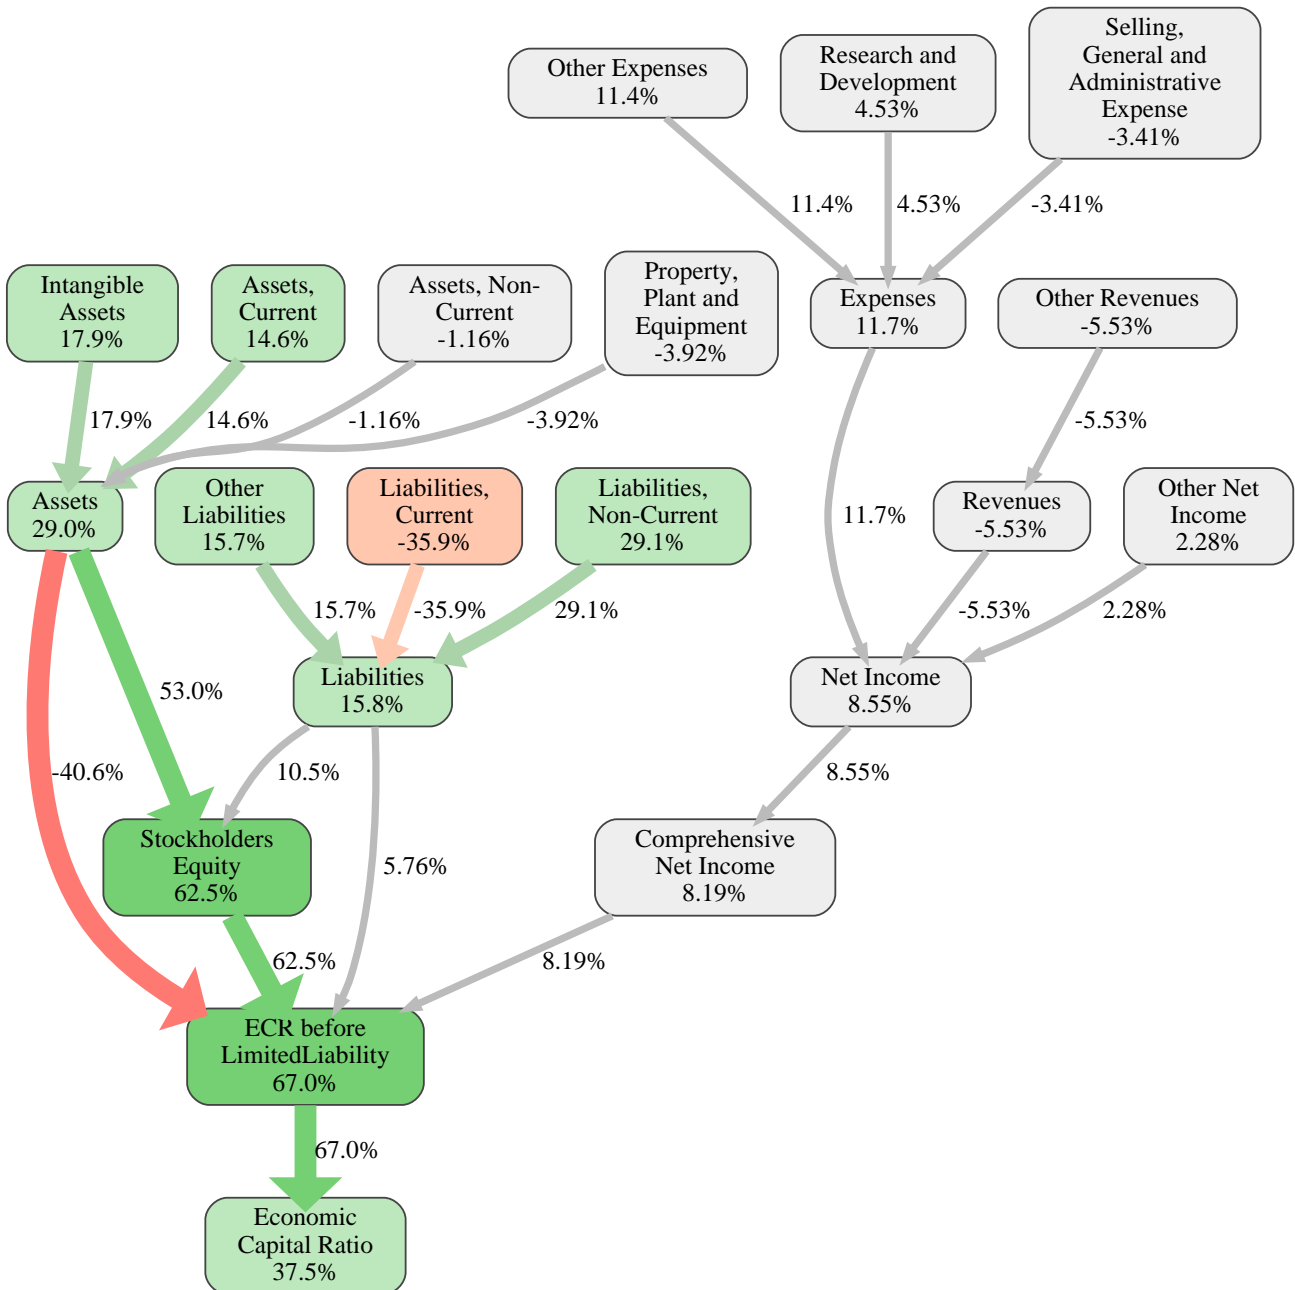 Other Expenses
11.4%
Research and
Development
4.53%
Selling,
General and
Administrative
Expense
-3.41%
11.4%
4.53%
-3.41%
Intangible
Assets
17.9%
Assets,
Current
14.6%
Assets, Non-
Current
-1.16%
Property,
Plant and
Equipment
-3.92%
Expenses
11.7%
Other Revenues
-5.53%
17.9%
14.6%
-1.16%
-3.92%
-5.53%
Assets
29.0%
Other
Liabilities
15.7%
Liabilities,
Current
-35.9%
Liabilities,
Non-Current
29.1%
11.7%
Revenues
-5.53%
Other Net
Income
2.28%
15.7%
-35.9%
29.1%
-5.53%
2.28%
53.0%
Liabilities
15.8%
Net Income
8.55%
-40.6%
10.5%
8.55%
Stockholders
Equity
62.5%
5.76%
Comprehensive
Net Income
8.19%
62.5%
8.19%
ECR before
LimitedLiability
67.0%
67.0%
Economic
Capital Ratio
37.5%